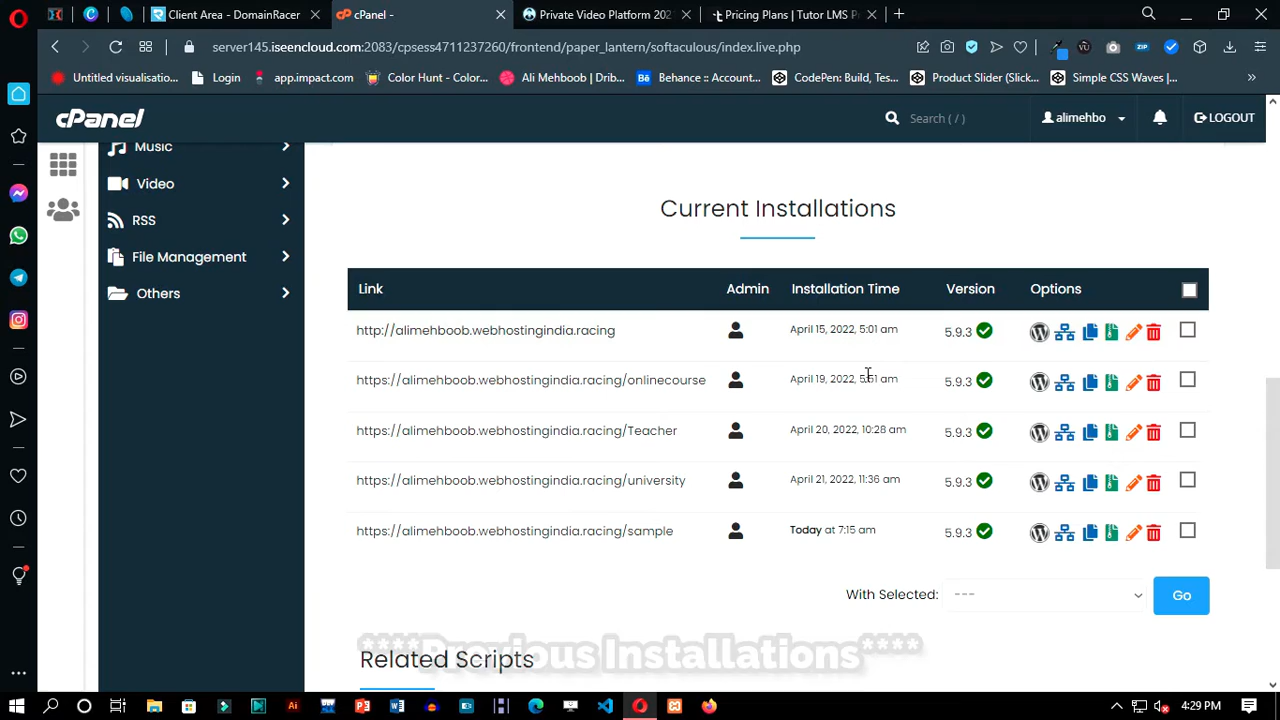 Client Area - DomainRacer
cPanel -
Private Video Platform 202
Pricing Plans | Tutor LMS P
server145.iseencloud.com:2083/cpsess4711237260/frontend/paper_lantern/softaculous/index.live.php
VU
ZIP
Untitled visualisatio...
Login
app.impact.com
Color Hunt - Color...
Ali Mehboob | Drib...
Behance :: Account...
CodePen: Build, Tes...
Product Slider (Slick...
Simple CSS Waves |...
cPanel
Search ( / )
alimehbo
LOGOUT
Music
Video
RSS
File Management
Others
Current Installations
Link Admin Installation Time Version Options
http://alimehboob.webhostingindia.racing April 15, 2022, 5:01 am 5.9.3
https://alimehboob.webhostingindia.racing/onlinecourse April 19, 2022, 5:51 am 5.9.3
https://alimehboob.webhostingindia.racing/Teacher April 20, 2022, 10:28 am 5.9.3
https://alimehboob.webhostingindia.racing/university April 21, 2022, 11:36 am 5.9.3
https://alimehboob.webhostingindia.racing/sample Today at 7:15 am 5.9.3
With Selected: --- Go
****Previous Installations****
Related Scripts
4:29 PM